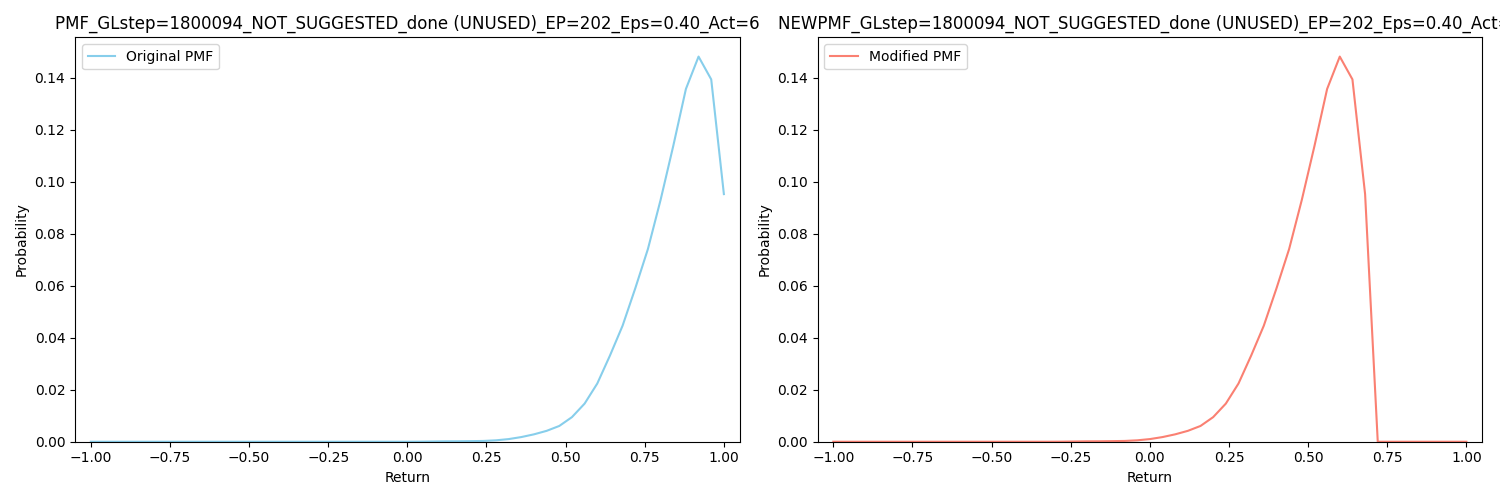 PMF_GLstep=1800094_NOT_SUGGESTED_done (UNUSED)_EP=202_Eps=0.40_Act=6
Original PMF
Probability
0.14
0.12
0.10
0.08
0.06
0.04
0.02
0.00
−1.00 −0.75 −0.50 −0.25 0.00 0.25 0.50 0.75 1.00
Return
NEWPMF_GLstep=1800094_NOT_SUGGESTED_done (UNUSED)_EP=202_Eps=0.40_Act=
Modified PMF
Probability
0.14
0.12
0.10
0.08
0.06
0.04
0.02
0.00
−1.00 −0.75 −0.50 −0.25 0.00 0.25 0.50 0.75 1.00
Return